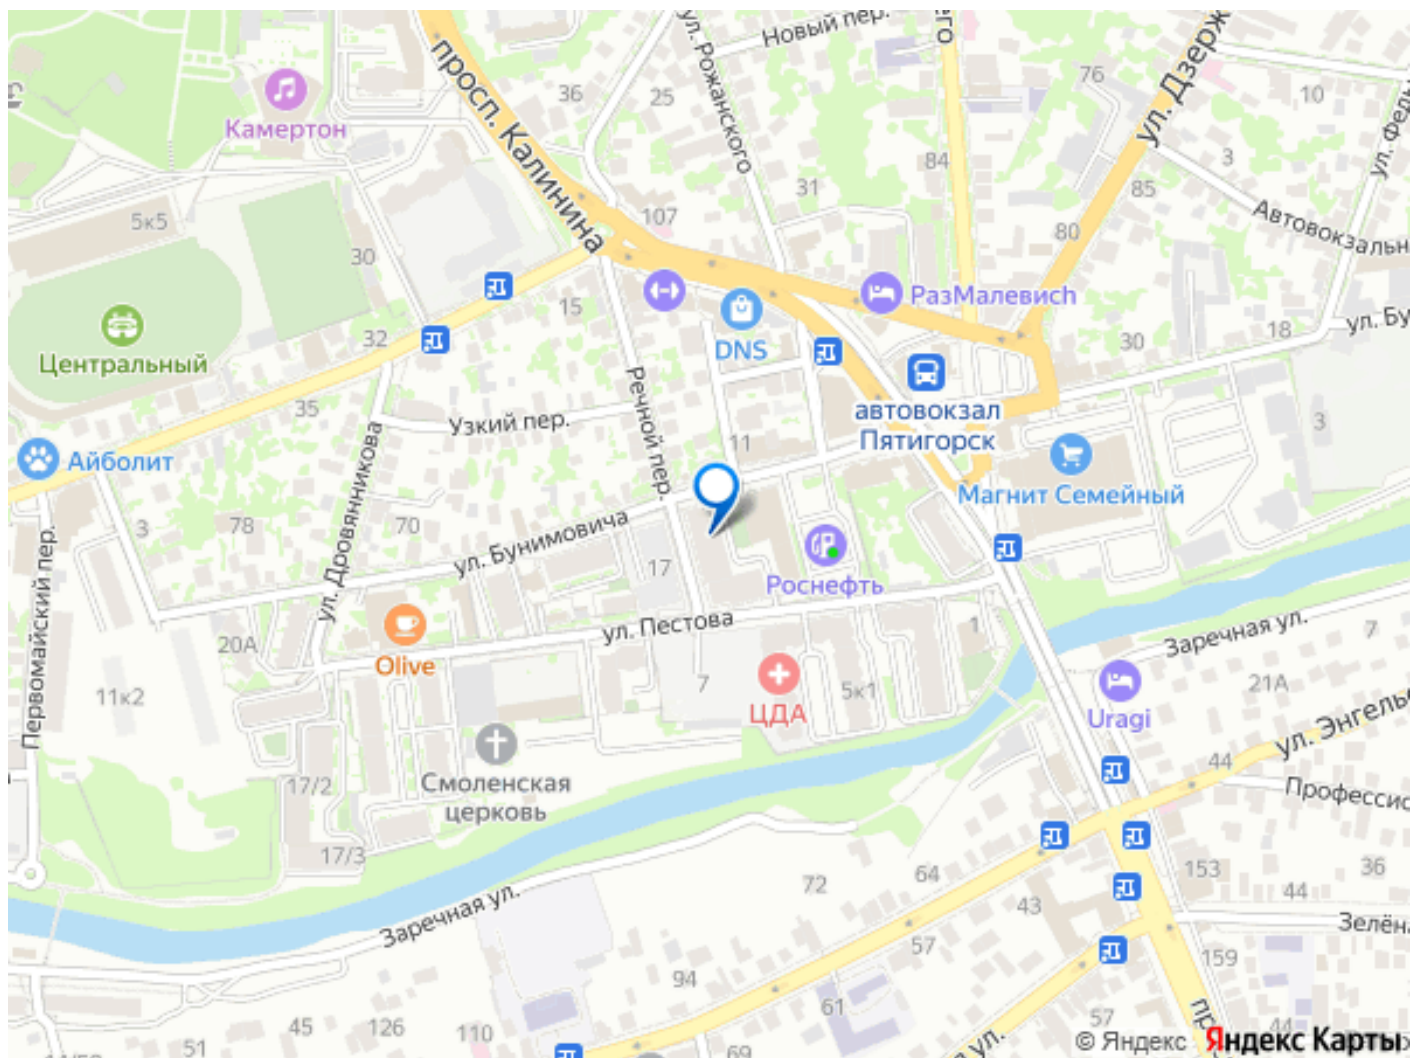 Новый пер.
76
10
36
25
ул. Рожанского
ул. Дзерж
ул. Федь
просп. Калинина
Камертон
84
3
85
31
5к5
107
80
Автовокзальн
30
15
РазМалевич
DNS
18
ул. Бу
Центральный
32
30
автовокзал
Пятигорск
35
Узкий пер.
Речной пер.
11
3
Айболит
Магнит Семейный
3
78
70
ул. Дровянникова
ул. Бунимовича
17
Роснефть
Первомайский пер.
20А
Olive
ул. Пестова
1
Заречная ул.
7
11к2
7
5к1
ЦДА
21А
Uragi
ул. Энгельс
Смоленская
церковь
17/2
44
Професси
17/3
72
64
153
36
44
43
Заречная ул.
57
Зелён
94
159
61
45
126
110
51
69
57
44
ул.
пр
© Яндекс Яндекс Карты